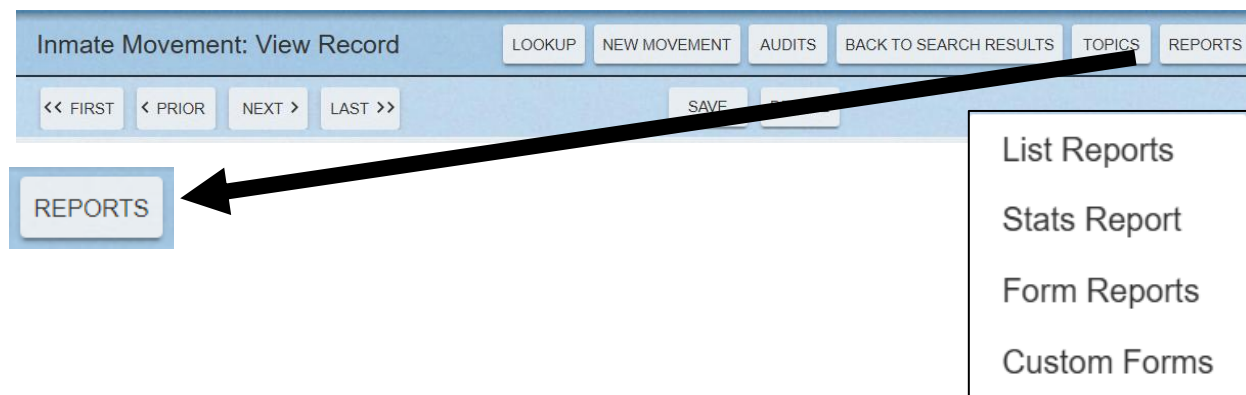 Inmate Movement: View Record LOOKUP NEW MOVEMENT AUDITS BACK TO SEARCH RESULTS TOPICS REPORTS
<< FIRST < PRIOR NEXT > LAST >> SAVE
REPORTS
List Reports
Stats Report
Form Reports
Custom Forms